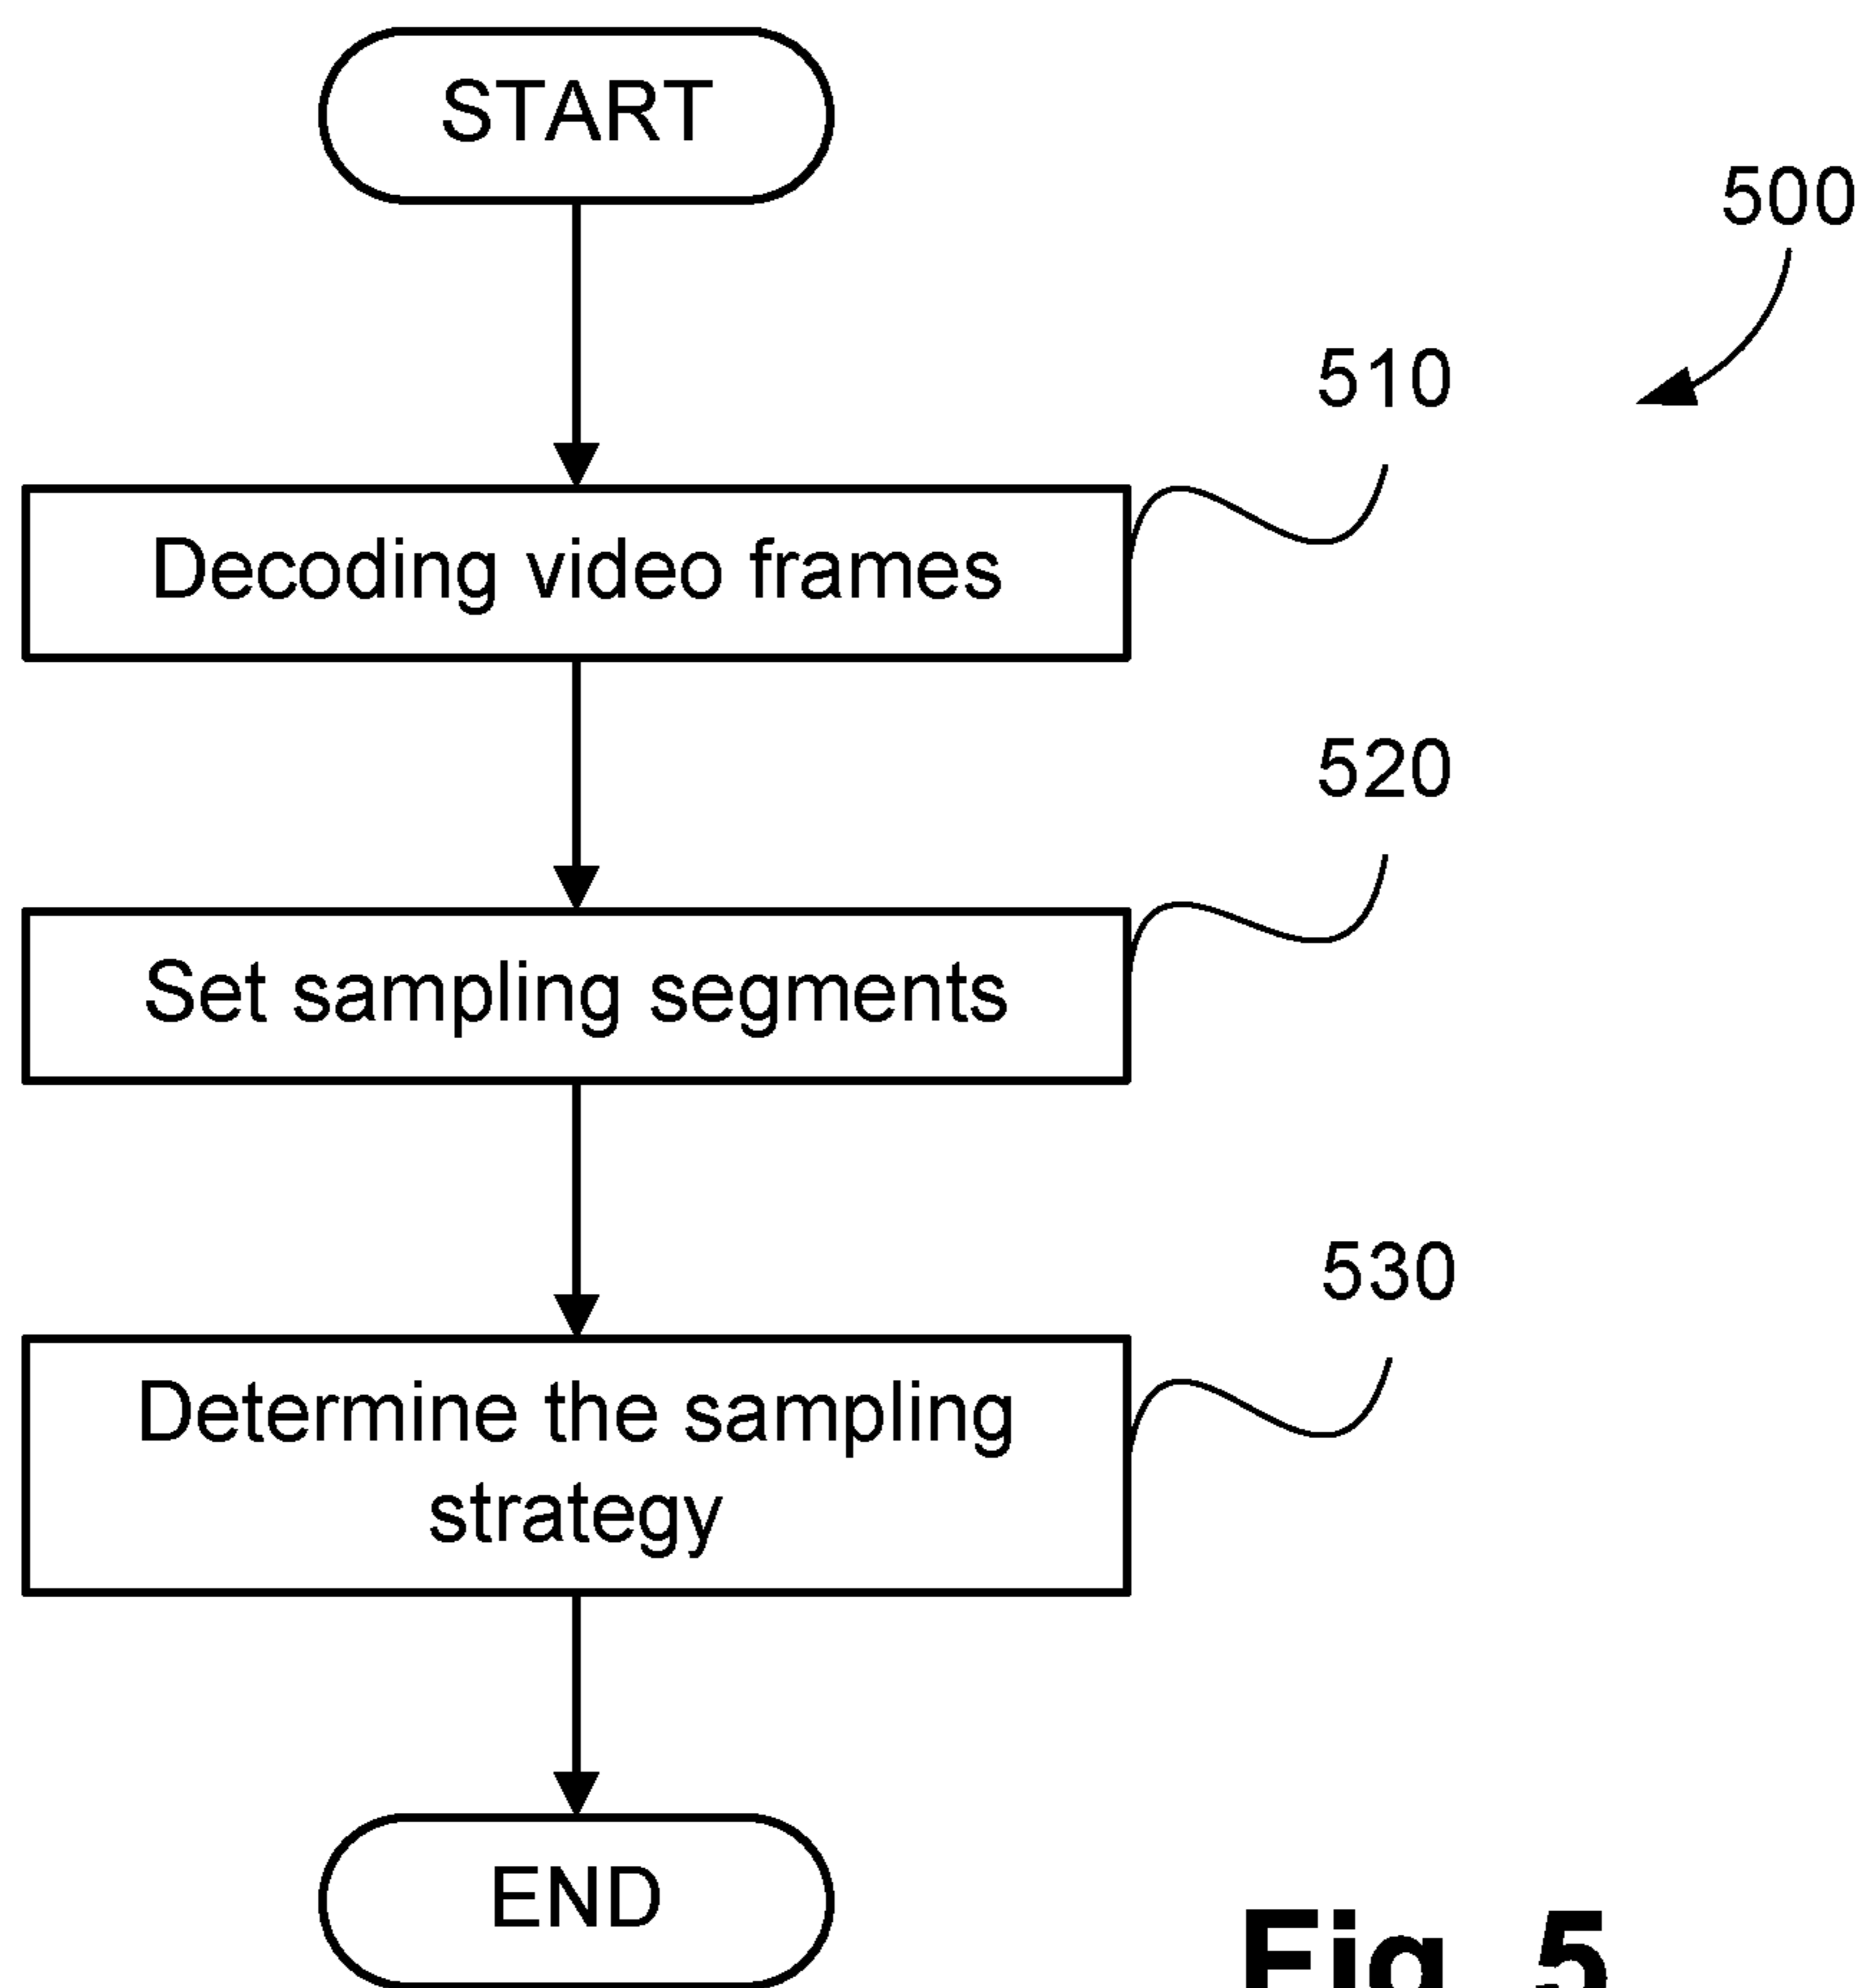 START
500
510
Decoding video frames
520
Set sampling segments
530
Determine the sampling
strategy
END
Fig. 5